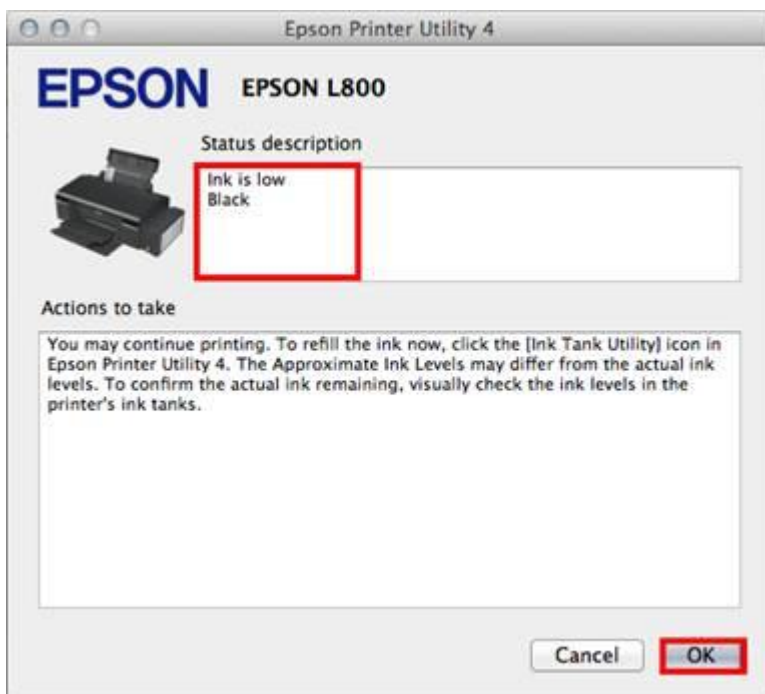 Epson Printer Utility 4
EPSON EPSON L800
Status description
Ink is low
Black
Actions to take
You may continue printing. To refill the ink now, click the [Ink Tank Utility] icon in
Epson Printer Utility 4. The Approximate Ink Levels may differ from the actual ink
levels. To confirm the actual ink remaining, visually check the ink levels in the
printer's ink tanks.
Cancel OK